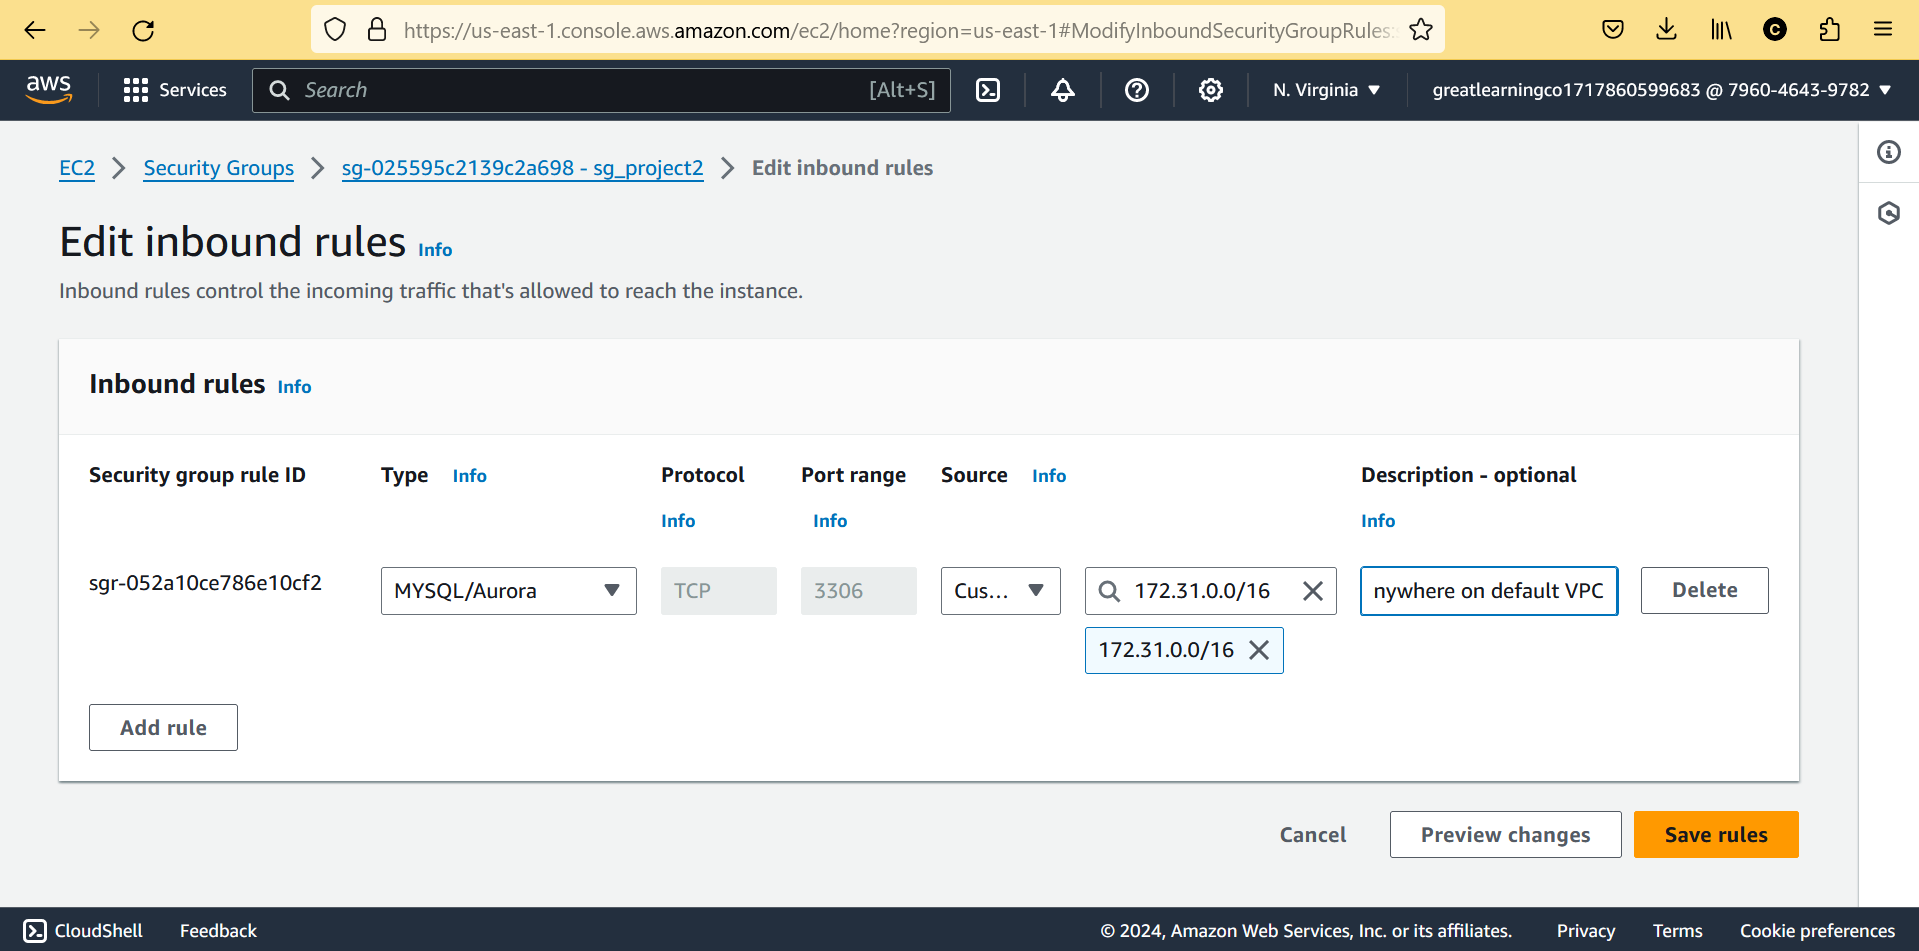 https://us-east-1.console.aws.amazon.com/ec2/home?region=us-east-1#ModifyInboundSecurityGroupRules:
C
aws
Services
Search
[Alt+S]
N. Virginia
greatlearningco1717860599683 @ 7960-4643-9782
EC2
Security Groups
sg-025595c2139c2a698 - sg_project2
Edit inbound rules
Edit inbound rules Info
Inbound rules control the incoming traffic that's allowed to reach the instance.
Inbound rules Info
Security group rule ID
Type Info
Protocol
Info
Port range
Info
Source Info
Description - optional
Info
sgr-052a10ce786e10cf2
MYSQL/Aurora
TCP
3306
Cus...
172.31.0.0/16
nywhere on default VPC
Delete
172.31.0.0/16
Add rule
Cancel
Preview changes
Save rules
CloudShell
Feedback
© 2024, Amazon Web Services, Inc. or its affiliates.
Privacy
Terms
Cookie preferences